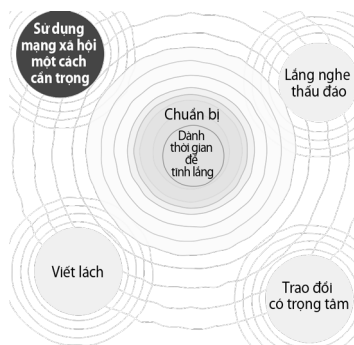 Sử dụng
mạng xã hội
một cách
cẩn trọng
Lắng nghe
thấu đáo
Chuẩn bị
Dành
thời gian
để
tĩnh lắng
Viết lách
Trao đổi
có trọng tâm